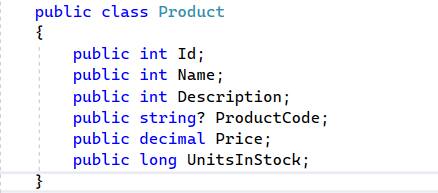 public class Product
{
public int Id;
public int Name;
public int Description;
public string? ProductCode;
public decimal Price;
public long UnitsInStock;
}